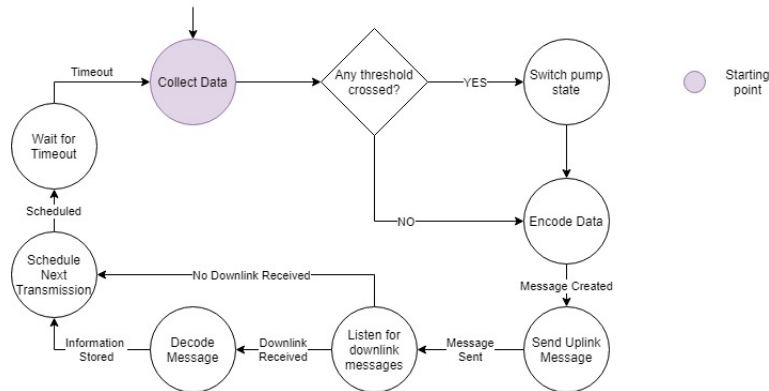 Timeout
Collect Data
Any threshold
crossed?
YES
Switch pump
state
Starting
point
Wait for
Timeout
Scheduled
NO
Encode Data
Schedule
Next
Transmission
No Downlink Received
Message Created
Information
Stored
Decode
Message
Downlink
Received
Listen for
downlink
messages
Message
Sent
Send Uplink
Message